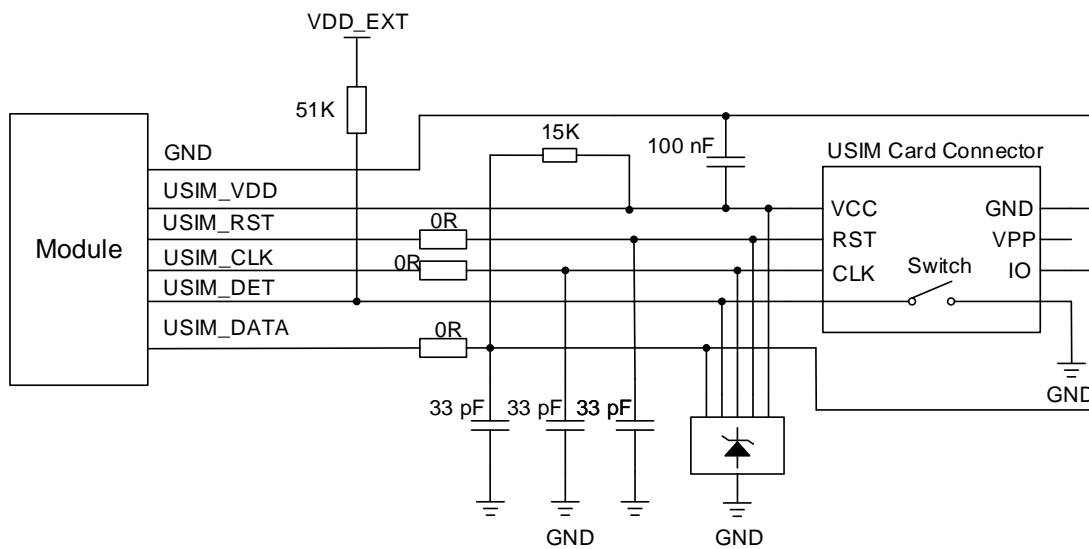 VDD_EXT
51K
15K
GND
100 nF
USIM Card Connector
USIM_VDD
VCC
GND
USIM_RST
0R
RST
VPP
Module
USIM_CLK
0R
CLK
Switch
IO
USIM_DET
USIM_DATA
0R
GND
33 pF
33 pF
33 pF
GND
GND